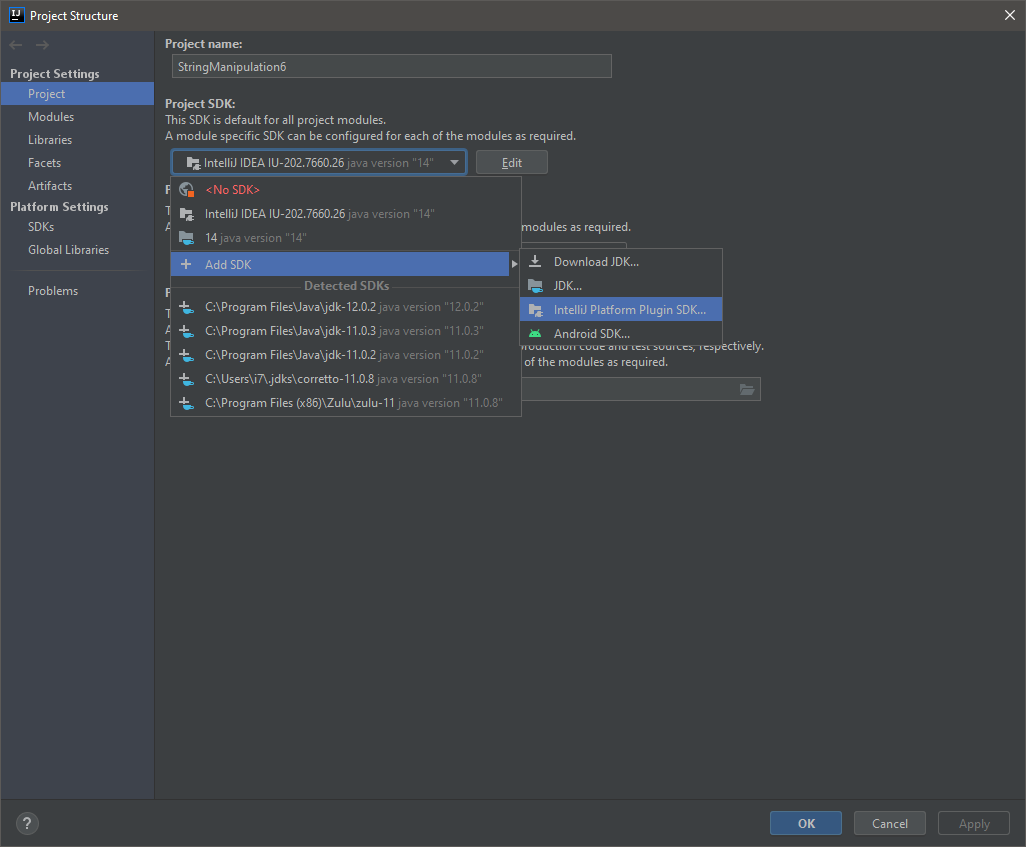 Project Structure
Project Settings
Project
Modules
Libraries
Facets
Artifacts
Platform Settings
SDKs
Global Libraries
Problems
Project name:
StringManipulation6
Project SDK:
This SDK is default for all project modules.
A module specific SDK can be configured for each of the modules as required.
IntelliJ IDEA IU-202.7660.26 java version "14"
Edit
<No SDK>
IntelliJ IDEA IU-202.7660.26 java version "14"
14 java version "14"
modules as required.
Add SDK
Detected SDKs
C:\Program Files\Java\jdk-12.0.2 java version "12.0.2"
C:\Program Files\Java\jdk-11.0.3 java version "11.0.3"
C:\Program Files\Java\jdk-11.0.2 java version "11.0.2"
C:\Users\i7\.jdks\corretto-11.0.8 java version "11.0.8"
C:\Program Files (x86)\Zulu\zulu-11 java version "11.0.8"
Download JDK...
JDK...
IntelliJ Platform Plugin SDK...
Android SDK...
production code and test sources, respectively.
of the modules as required.
?
OK
Cancel
Apply